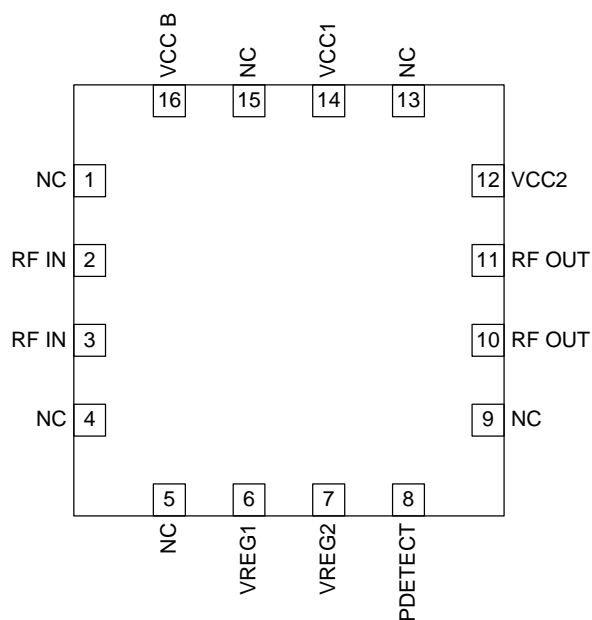 VCC B
NC
VCC1
NC
16
15
14
13
NC 1
12 VCC2
RF IN 2
11 RF OUT
RF IN 3
10 RF OUT
NC 4
9 NC
5
6
7
8
NC
VREG1
VREG2
PDETECT